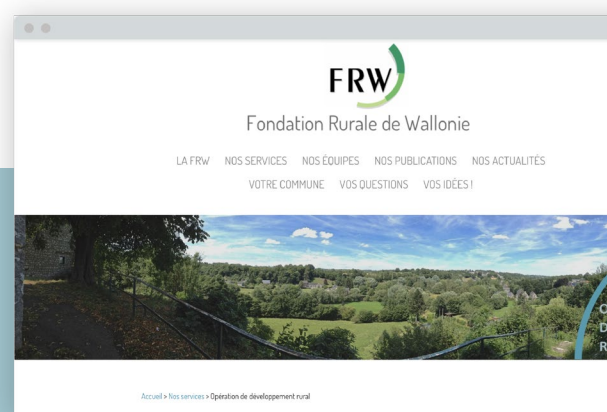 FRW
Fondation Rurale de Wallonie
LA FRW NOS SERVICES NOS ÉQUIPES NOS PUBLICATIONS NOS ACTUALITÉS
VOTRE COMMUNE VOS QUESTIONS VOS IDÉES !
Accueil > Nos services > Opération de développement rural